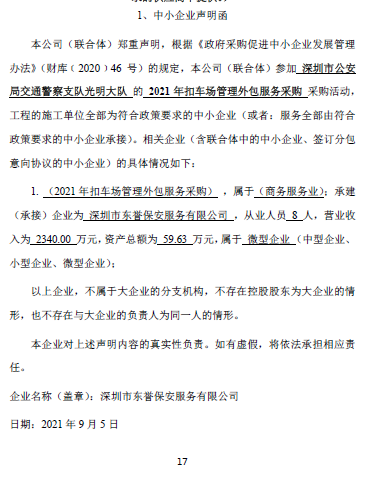 1、中小企业声明函
本公司（联合体）郑重声明，根据《政府采购促进中小企业发展管理
办法》（财库﹝2020﹞46 号）的规定，本公司（联合体）参加 深圳市公安
局交通警察支队光明大队 的 2021 年扣车场管理外包服务采购 采购活动，
工程的施工单位全部为符合政策要求的中小企业（或者：服务全部由符合
政策要求的中小企业承接）。相关企业（含联合体中的中小企业、签订分包
意向协议的中小企业）的具体情况如下：
1. （2021 年扣车场管理外包服务采购） ，属于（商务服务业）；承建
（承接）企业为 深圳市东誉保安服务有限公司 ，从业人员 8 人，营业收
入为 2340.00 万元，资产总额为 59.63 万元，属于 微型企业 （中型企业、
小型企业、微型企业）；
以上企业，不属于大企业的分支机构，不存在控股股东为大企业的情
形，也不存在与大企业的负责人为同一人的情形。
本企业对上述声明内容的真实性负责。如有虚假，将依法承担相应责
任。
企业名称（盖章）：深圳市东誉保安服务有限公司
日期：2021 年 9 月 5 日
17